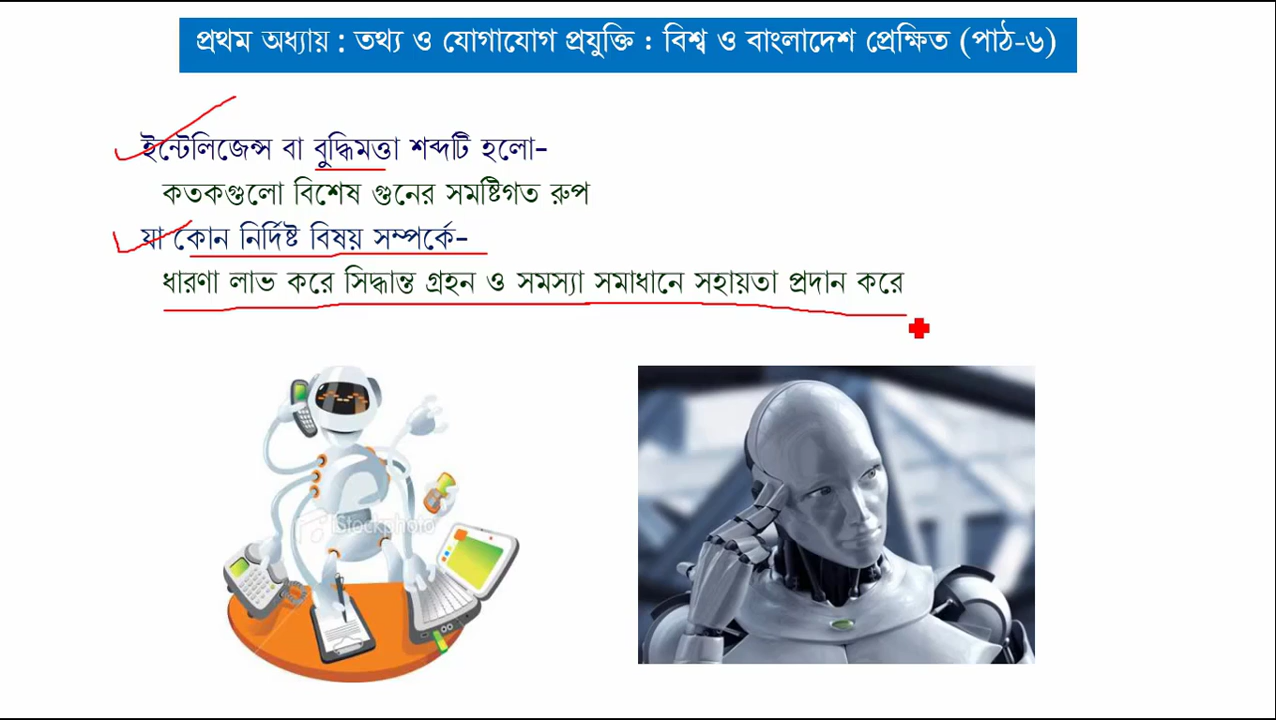 প্রথম অধ্যায় : তথ্য ও যোগাযোগ প্রযুক্তি : বিশ্ব ও বাংলাদেশ প্রেক্ষিত (পাঠ-৬)
ইন্টেলিজেন্স বা বুদ্ধিমত্তা শব্দটি হলো-
কতকগুলো বিশেষ গুনের সমষ্টিগত রুপ
যা কোন নির্দিষ্ট বিষয় সম্পর্কে-
ধারণা লাভ করে সিদ্ধান্ত গ্রহন ও সমস্যা সমাধানে সহায়তা প্রদান করে
iStockphoto